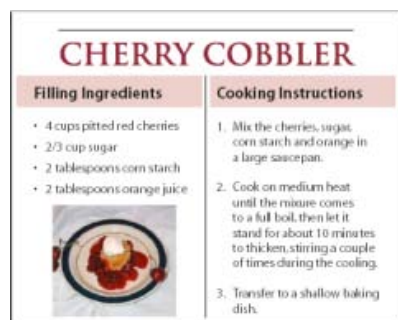 CHERRY COBBLER
Filling Ingredients
• 4 cups pitted red cherries
• 2/3 cup sugar
• 2 tablespoons corn starch
• 2 tablespoons orange juice
Cooking Instructions
1. Mix the cherries, sugar,
corn starch and orange in
a large saucepan.
2. Cook on medium heat
until the mixure comes
to a full boil, then let it
stand for about 10 minutes
to thicken, stirring a couple
of times during the cooling.
3. Transfer to a shallow baking
dish.